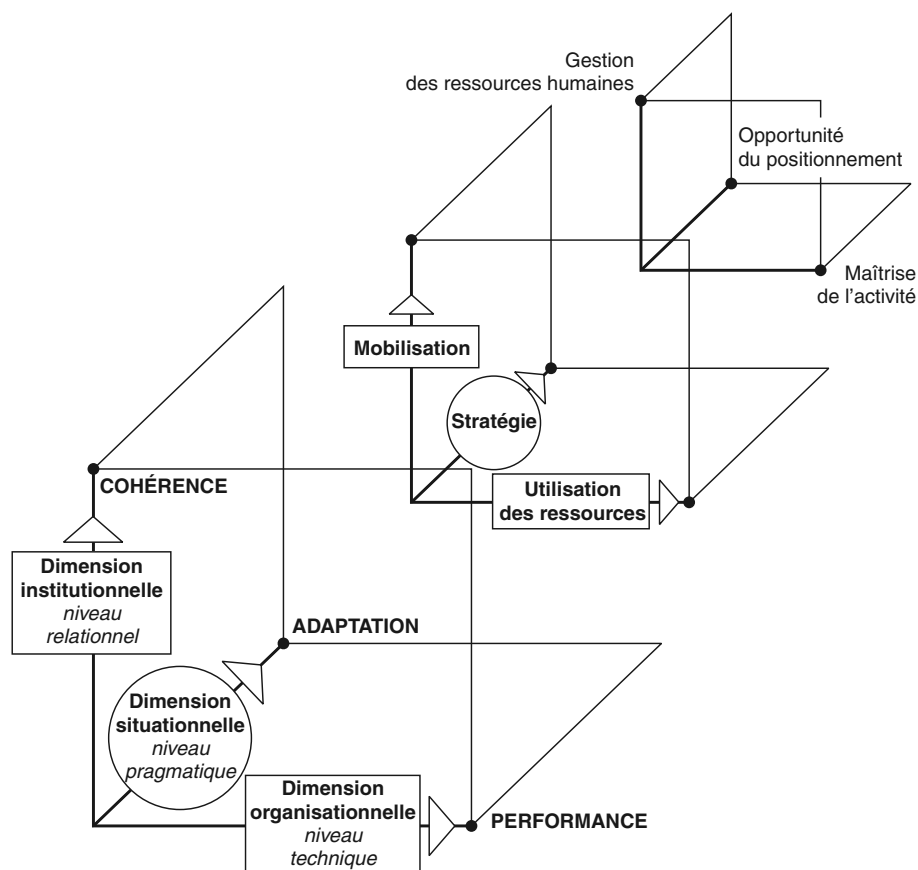 Gestion
des ressources humaines
Opportunité
du positionnement
Maîtrise
de l'activité
Mobilisation
Stratégie
Utilisation
des ressources
COHÉRENCE
Dimension
institutionnelle
niveau
relationnel
ADAPTATION
Dimension
situationnelle
niveau
pragmatique
Dimension
organisationnelle
niveau
technique
PERFORMANCE